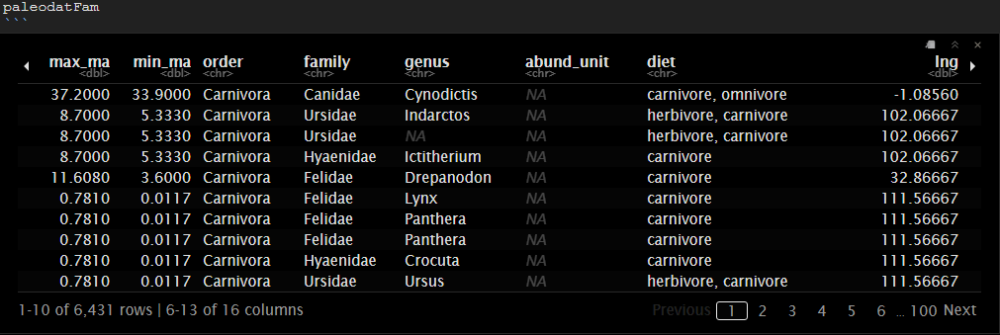 paleodatFam
```
max_ma min_ma order family genus abund_unit diet lng
<dbl> <dbl> <chr> <chr> <chr> <chr> <chr> <dbl>
37.2000 33.9000 Carnivora Canidae Cynodictis NA carnivore, omnivore -1.08560
8.7000 5.3330 Carnivora Ursidae Indarctos NA herbivore, carnivore 102.06667
8.7000 5.3330 Carnivora Ursidae NA NA herbivore, carnivore 102.06667
8.7000 5.3330 Carnivora Hyaenidae Ictitherium NA carnivore 102.06667
11.6080 3.6000 Carnivora Felidae Drepanodon NA carnivore 32.86667
0.7810 0.0117 Carnivora Felidae Lynx NA carnivore 111.56667
0.7810 0.0117 Carnivora Felidae Panthera NA carnivore 111.56667
0.7810 0.0117 Carnivora Felidae Panthera NA carnivore 111.56667
0.7810 0.0117 Carnivora Hyaenidae Crocuta NA carnivore 111.56667
0.7810 0.0117 Carnivora Ursidae Ursus NA herbivore, carnivore 111.56667
1-10 of 6,431 rows | 6-13 of 16 columns Previous 1 2 3 4 5 6 ... 100 Next